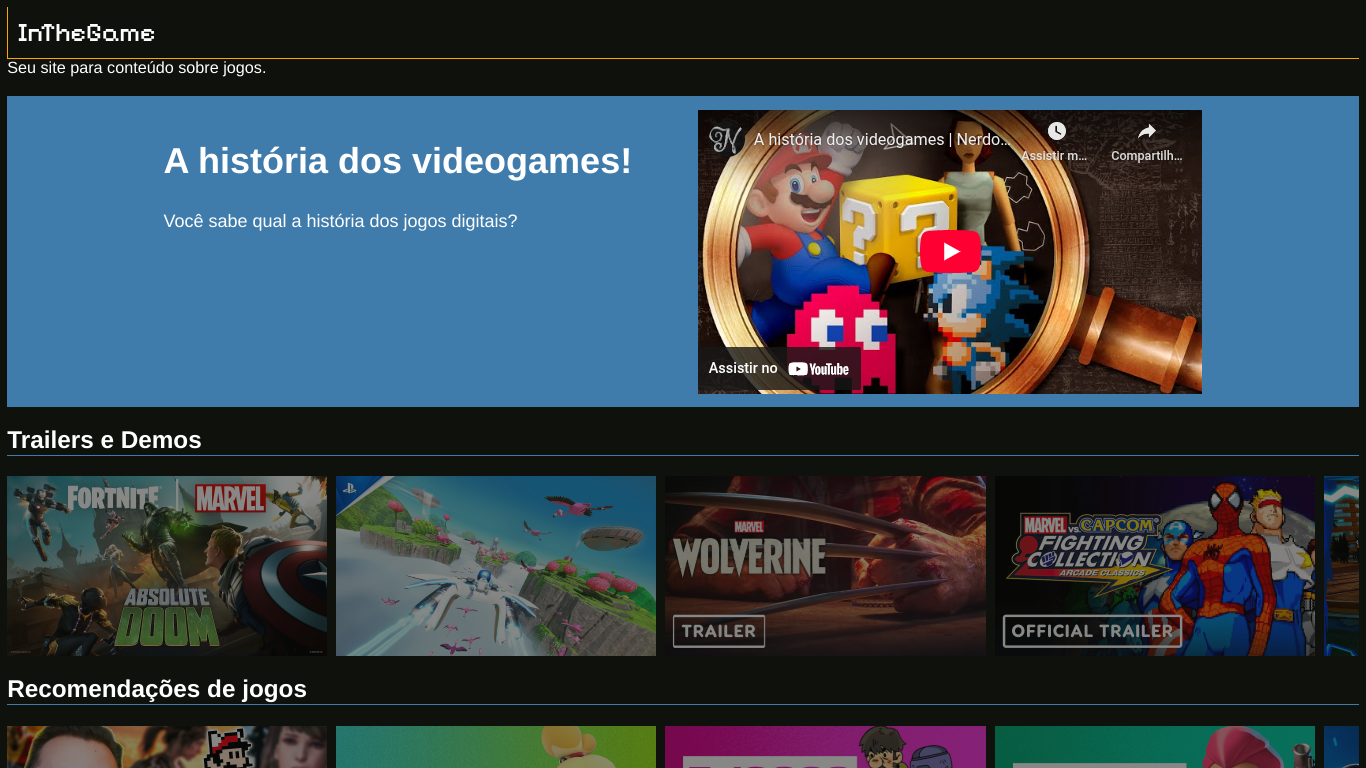 InTheGame
Seu site para conteúdo sobre jogos.
A história dos videogames!
Você sabe qual a história dos jogos digitais?
A história dos videogames | Nerdo...
Assistir m...
Compartilh...
? ?
Assistir no YouTube
Trailers e Demos
FORTNITE | MARVEL
ABSOLUTE
DOOM
MARVEL
WOLVERINE
TRAILER
MARVEL VS. CAPCOM
FIGHTING
COLLECTION
ARCADE CLASSICS
OFFICIAL TRAILER
Recomendações de jogos